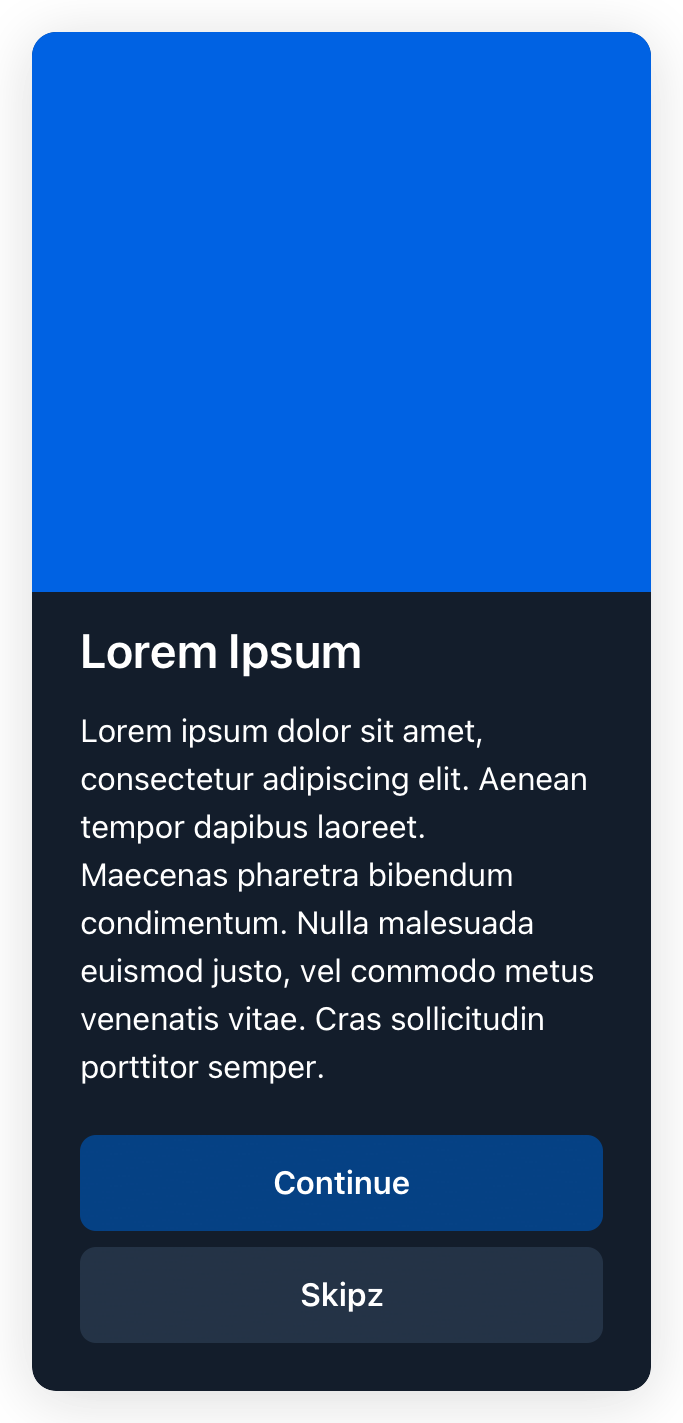 Lorem Ipsum
Lorem ipsum dolor sit amet,
consectetur adipiscing elit. Aenean
tempor dapibus laoreet.
Maecenas pharetra bibendum
condimentum. Nulla malesuada
euismod justo, vel commodo metus
venenatis vitae. Cras sollicitudin
porttitor semper.
Continue
Skipz